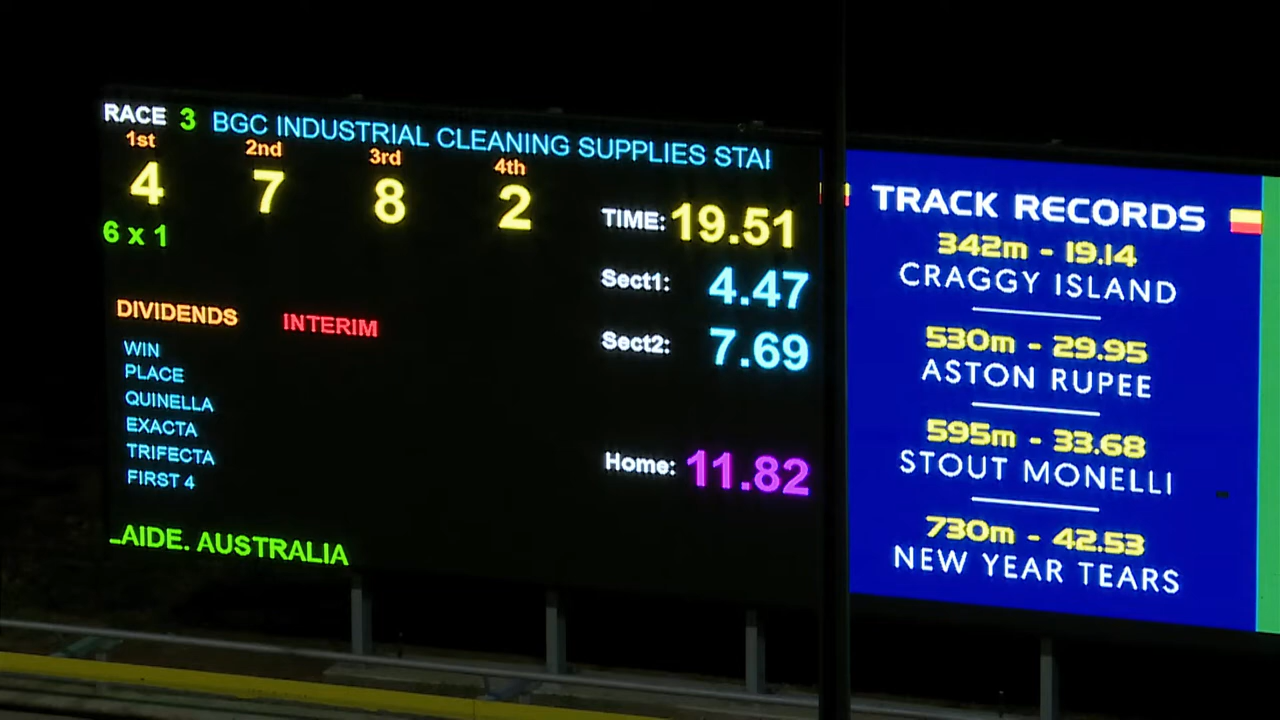 RACE 3 BGC INDUSTRIAL CLEANING SUPPLIES STAI
1st 2nd 3rd 4th
4 7 8 2
6 x 1
TIME: 19.51
Sect1: 4.47
Sect2: 7.69
Home: 11.82
DIVIDENDS INTERIM
WIN
PLACE
QUINELLA
EXACTA
TRIFECTA
FIRST 4
AIDE. AUSTRALIA
TRACK RECORDS
342m - 19.14
CRAGGY ISLAND
530m - 29.95
ASTON RUPEE
595m - 33.68
STOUT MONELLI
730m - 42.53
NEW YEAR TEARS